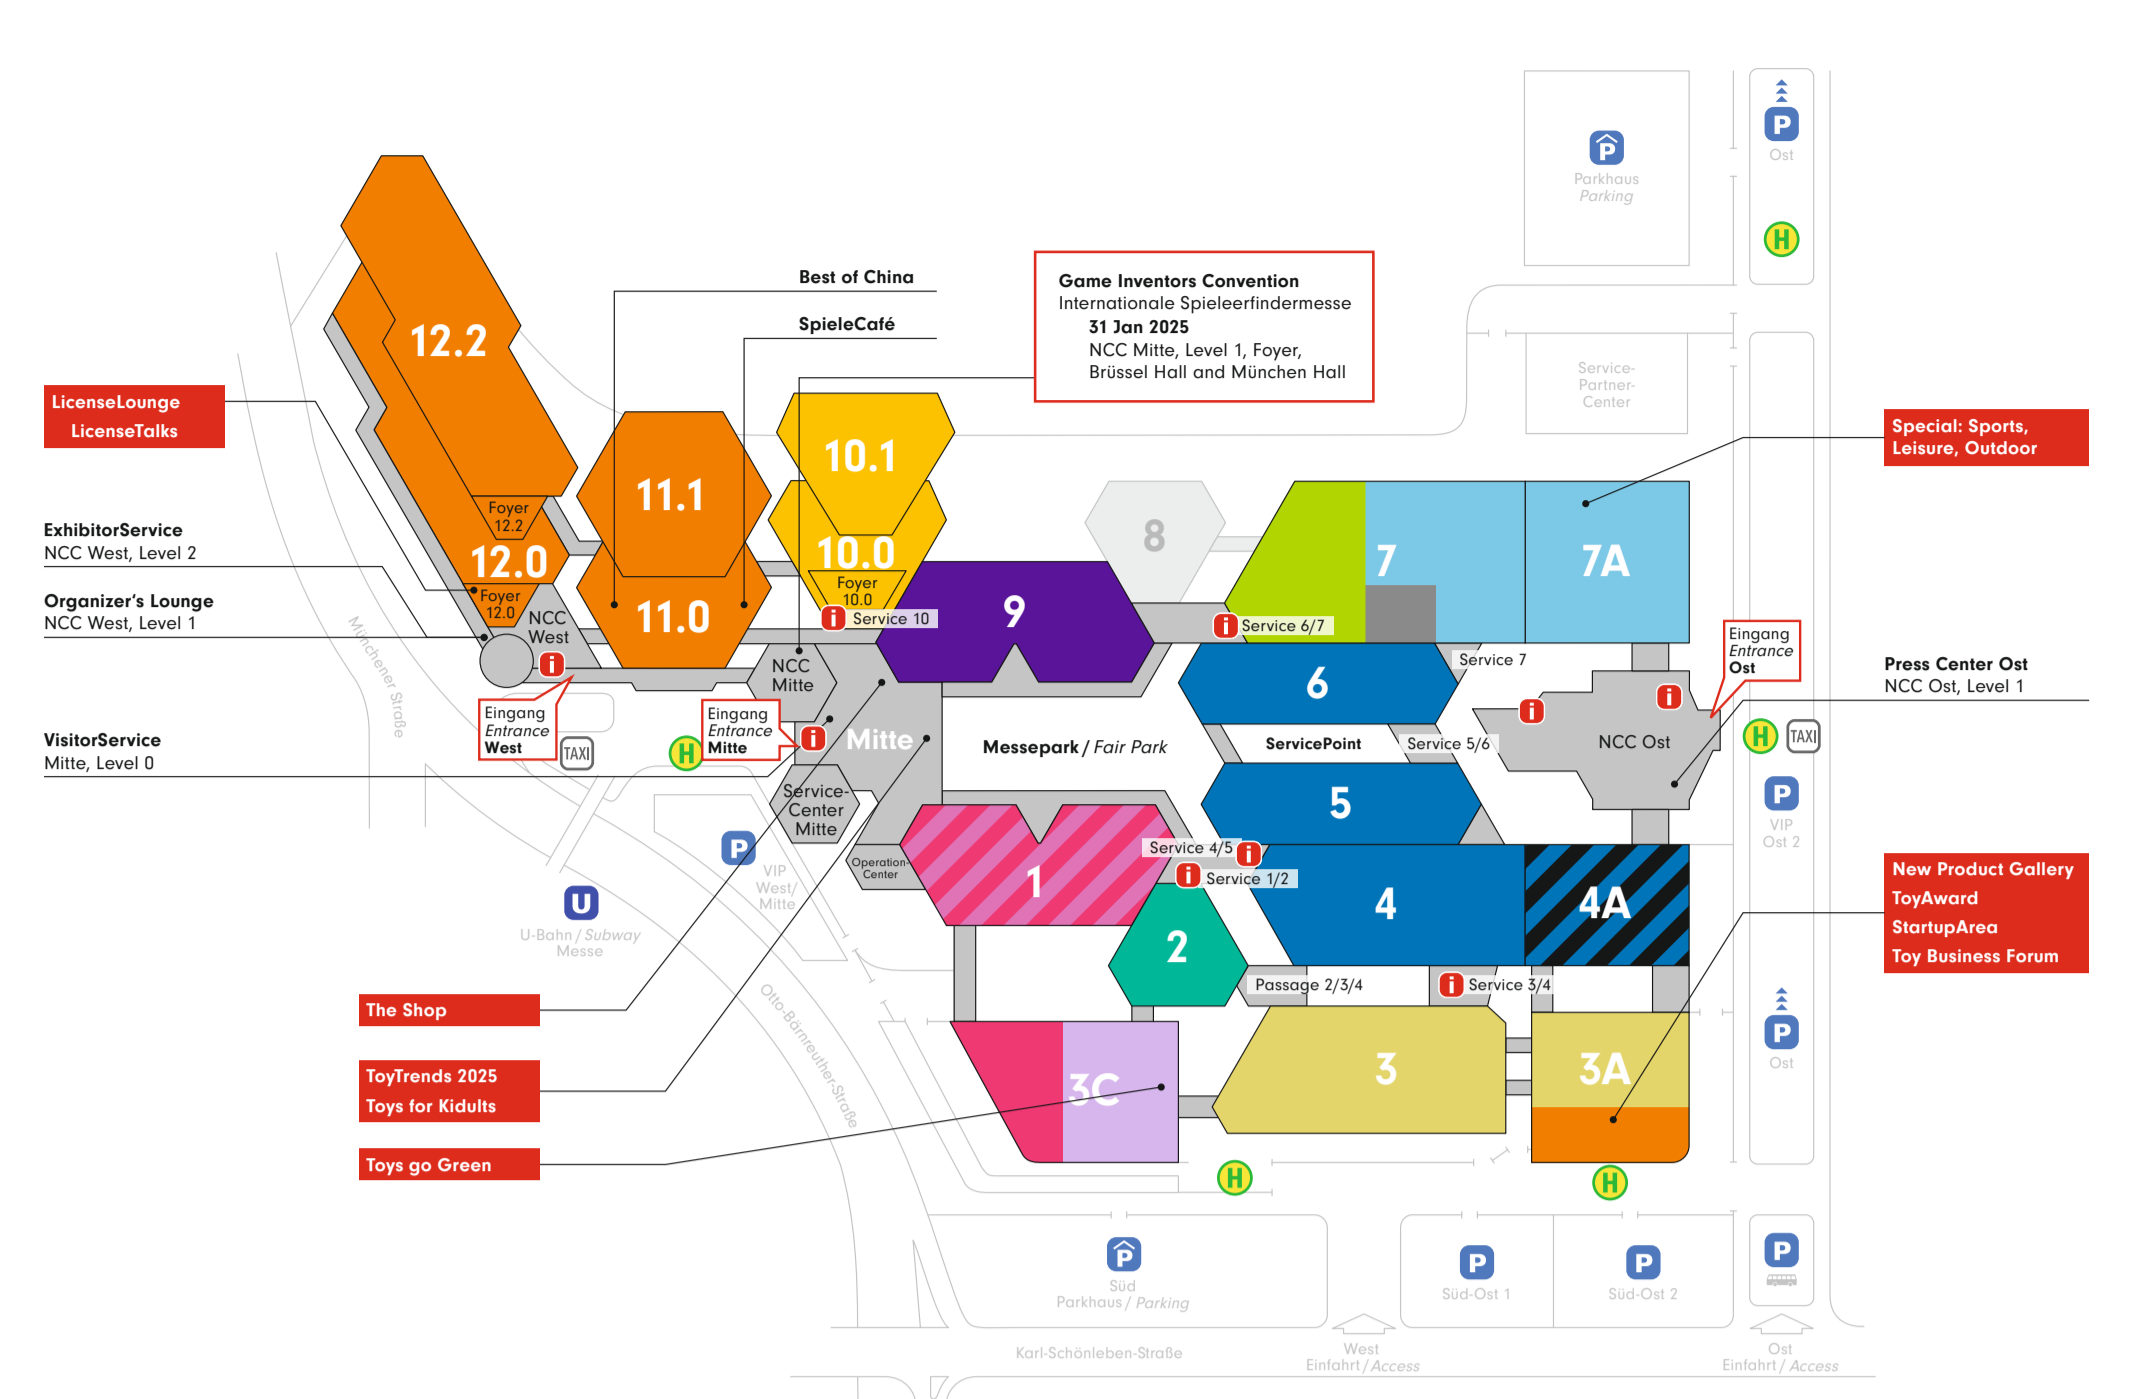 P
Ost
P
Parkhaus
Parking
H
Best of China
SpieleCafé
Game Inventors Convention
Internationale Spieleerfindermesse
31 Jan 2025
NCC Mitte, Level 1, Foyer,
Brüssel Hall and München Hall
Service-
Partner-
Center
12.2
LicenseLounge
LicenseTalks
Special: Sports,
Leisure, Outdoor
10.1
11.1
Foyer
12.2
12.0
10.0
8
7
7A
ExhibitorService
NCC West, Level 2
Organizer's Lounge
NCC West, Level 1
Foyer
12.0
NCC
West
i
11.0
Foyer
10.0
i Service 10
9
i Service 6/7
Service 7
6
NCC
Mitte
Eingang
Entrance
Ost
Press Center Ost
NCC Ost, Level 1
i
i
NCC Ost
H
TAXI
Münchener Straße
Eingang
Entrance
West
TAXI
H
Eingang
Entrance
Mitte
i
Mitte
Messepark / Fair Park
ServicePoint
Service 5/6
VisitorService
Mitte, Level 0
Service-
Center
Mitte
5
P
VIP
Ost 2
P
VIP
West/
Mitte
Operation-
Center
1
Service 4/5 i
i Service 1/2
4
4A
New Product Gallery
ToyAward
StartupArea
Toy Business Forum
U
U-Bahn / Subway
Messe
2
Passage 2/3/4
i Service 3/4
Otto-Bärnreuther-Straße
The Shop
ToyTrends 2025
Toys for Kidults
Toys go Green
3C
3
3A
P
Ost
H
H
P
Süd
Parkhaus / Parking
P
Süd-Ost 1
P
Süd-Ost 2
P
Karl-Schönleben-Straße
West
Einfahrt / Access
Ost
Einfahrt / Access